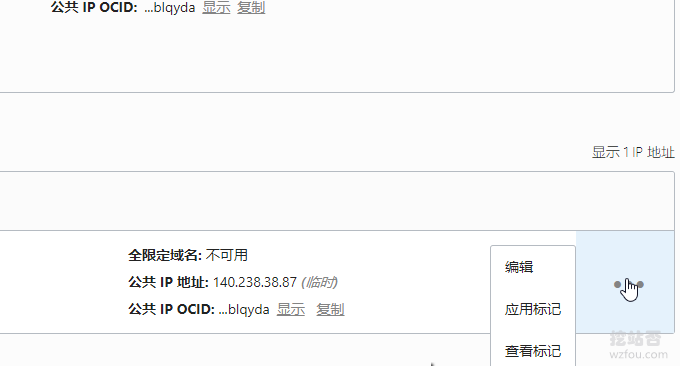 公共 IP OCID: ...blqyda 显示 复制
显示 1 IP 地址
全限定域名: 不可用
公共 IP 地址: 140.238.38.87 (临时)
公共 IP OCID: ...blqyda 显示 复制
编辑
应用标记
查看标记
挖站否
wzfou.com